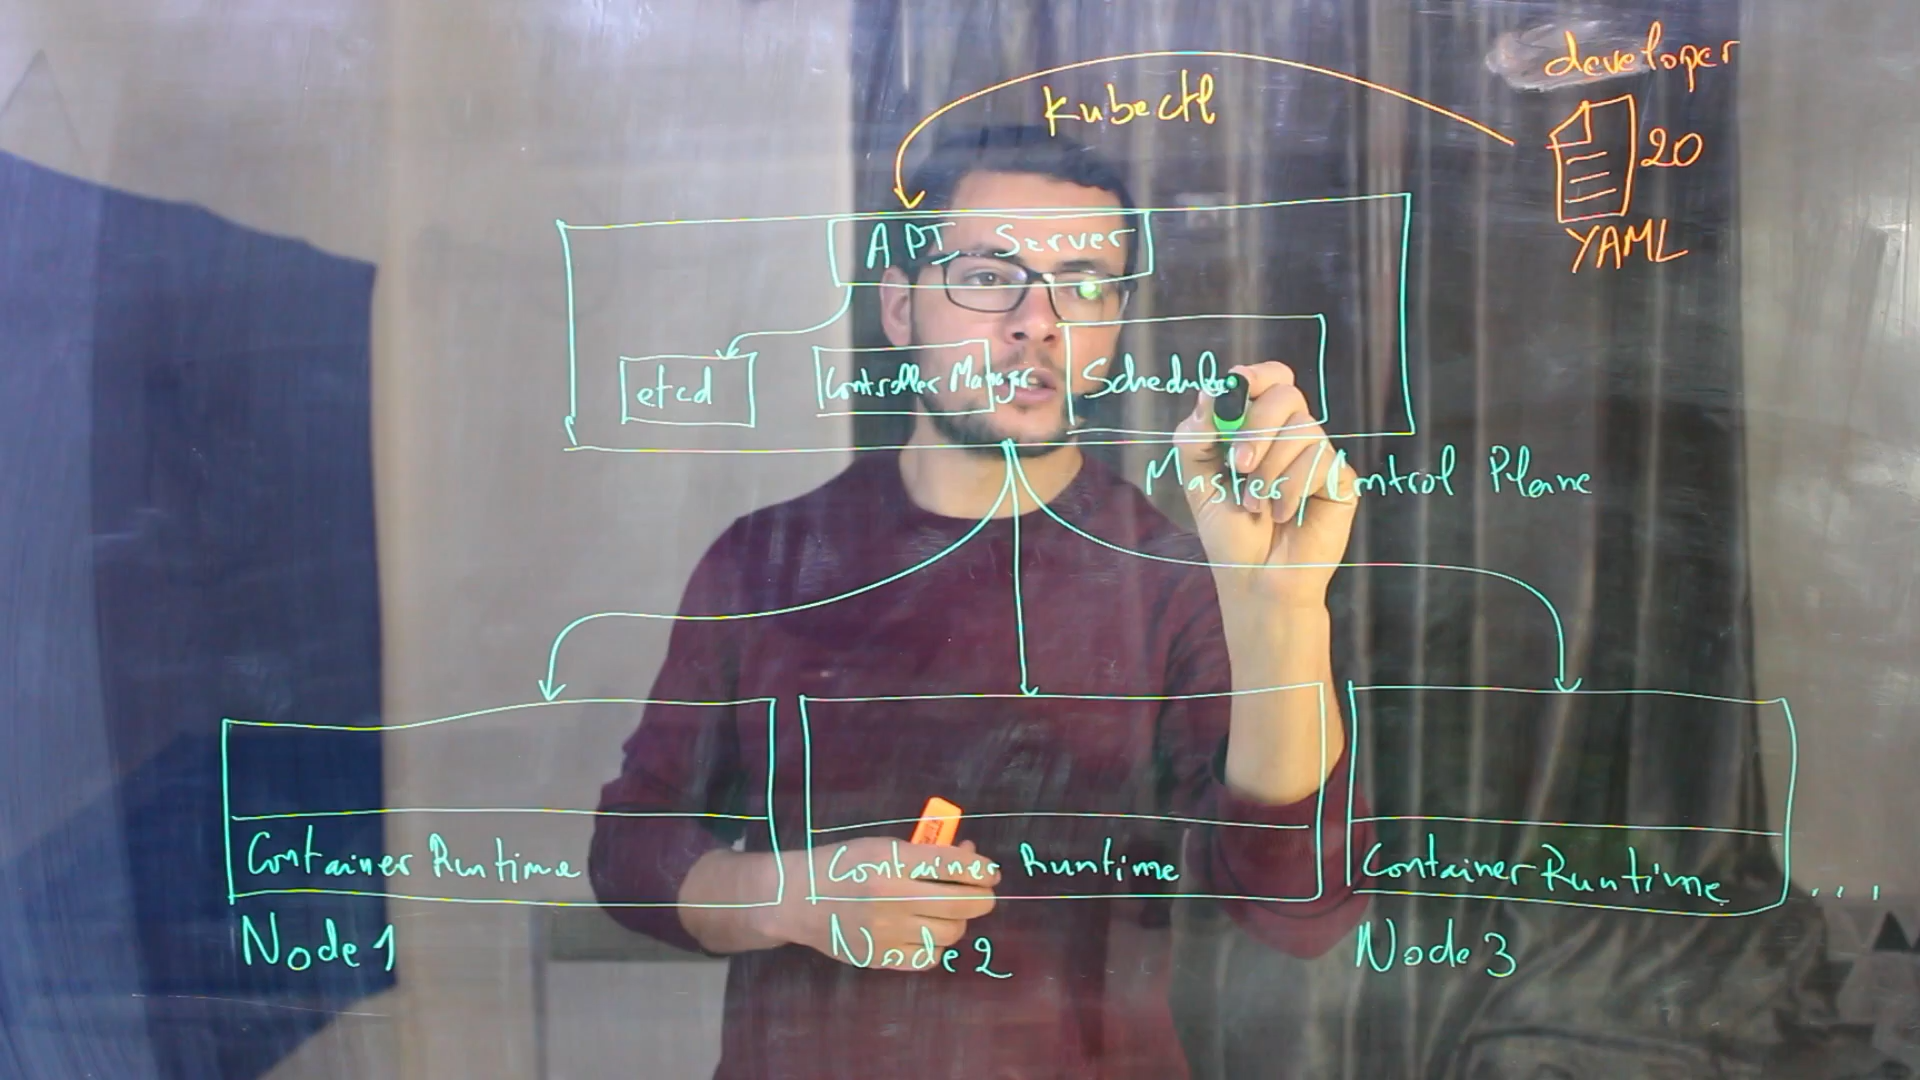 developer
kubectl
20
YAML
API Server
etcd
Controller Manager
Schedule
Master / Control Plane
Container Runtime
Container Runtime
Container Runtime
...
Node 1
Node 2
Node 3